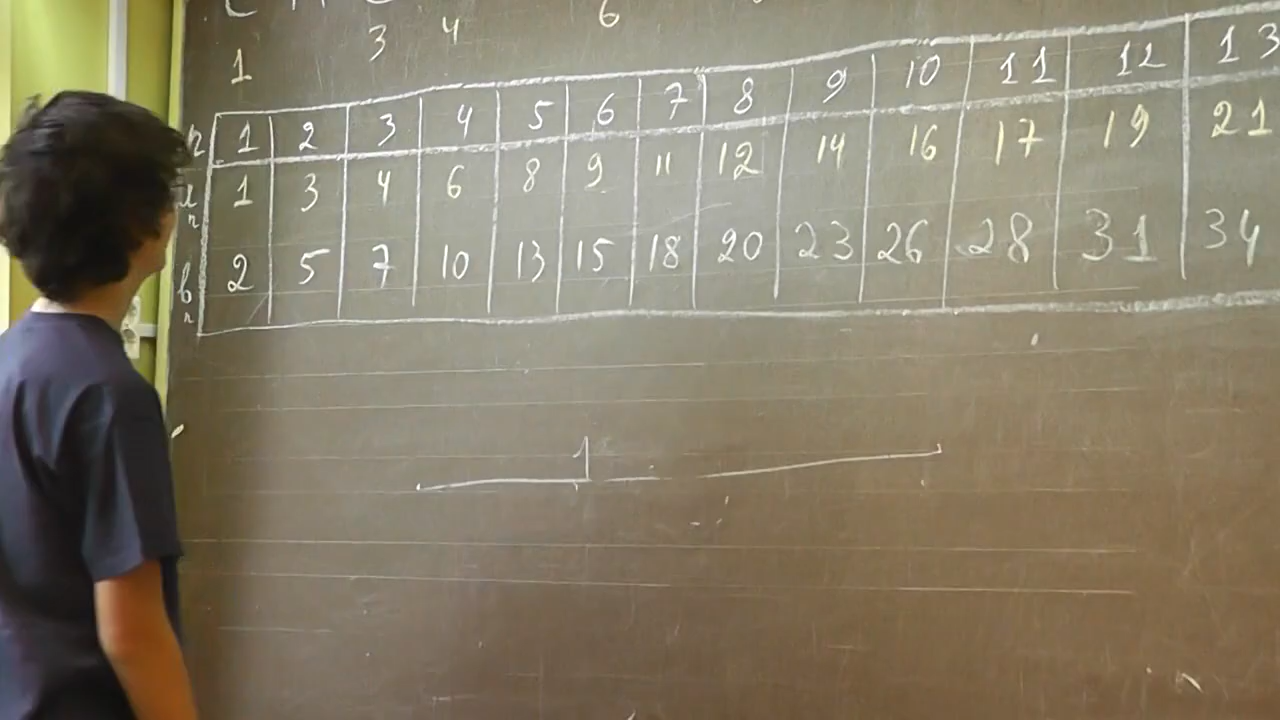 3 4 6
1
n 1 2 3 4 5 6 7 8 9 10 11 12 13
1 3 4 6 8 9 11 12 14 16 17 19 21
2 5 7 10 13 15 18 20 23 26 28 31 34
1